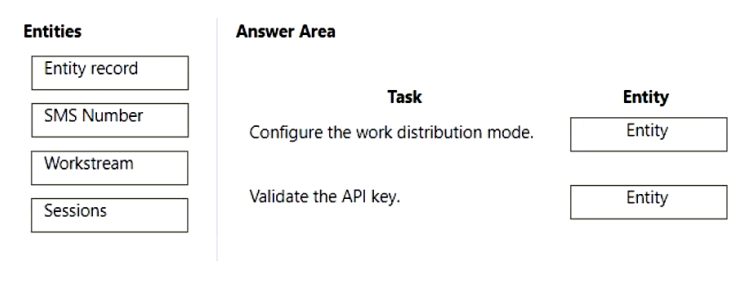 Entities
Answer Area
Entity record
SMS Number
Workstream
Sessions
Task
Entity
Configure the work distribution mode.
Entity
Validate the API key.
Entity